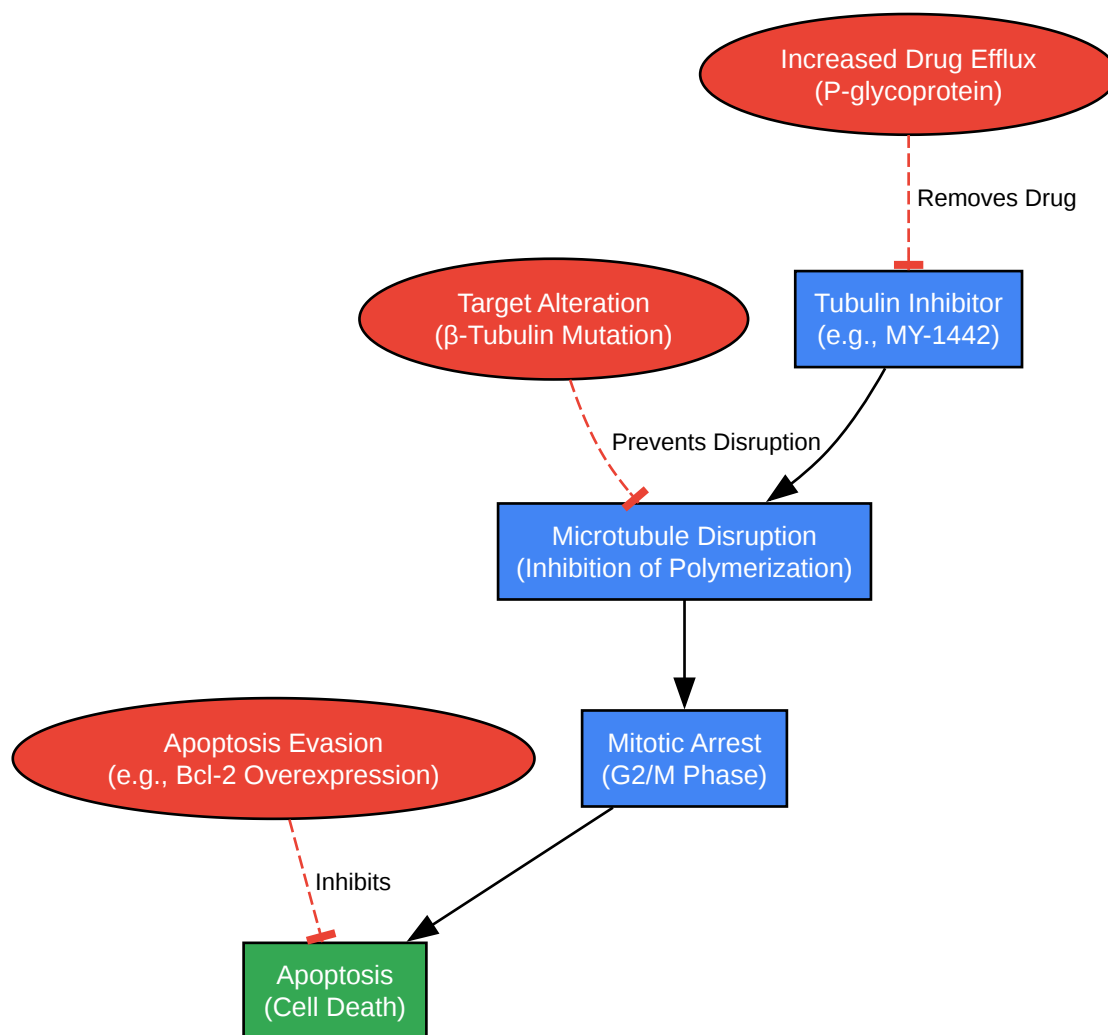 Increased Drug Efflux
(P-glycoprotein)
Removes Drug
Target Alteration
(β-Tubulin Mutation)
Tubulin Inhibitor
(e.g., MY-1442)
Prevents Disruption
Microtubule Disruption
(Inhibition of Polymerization)
Apoptosis Evasion
(e.g., Bcl-2 Overexpression)
Mitotic Arrest
(G2/M Phase)
Inhibits
Apoptosis
(Cell Death)